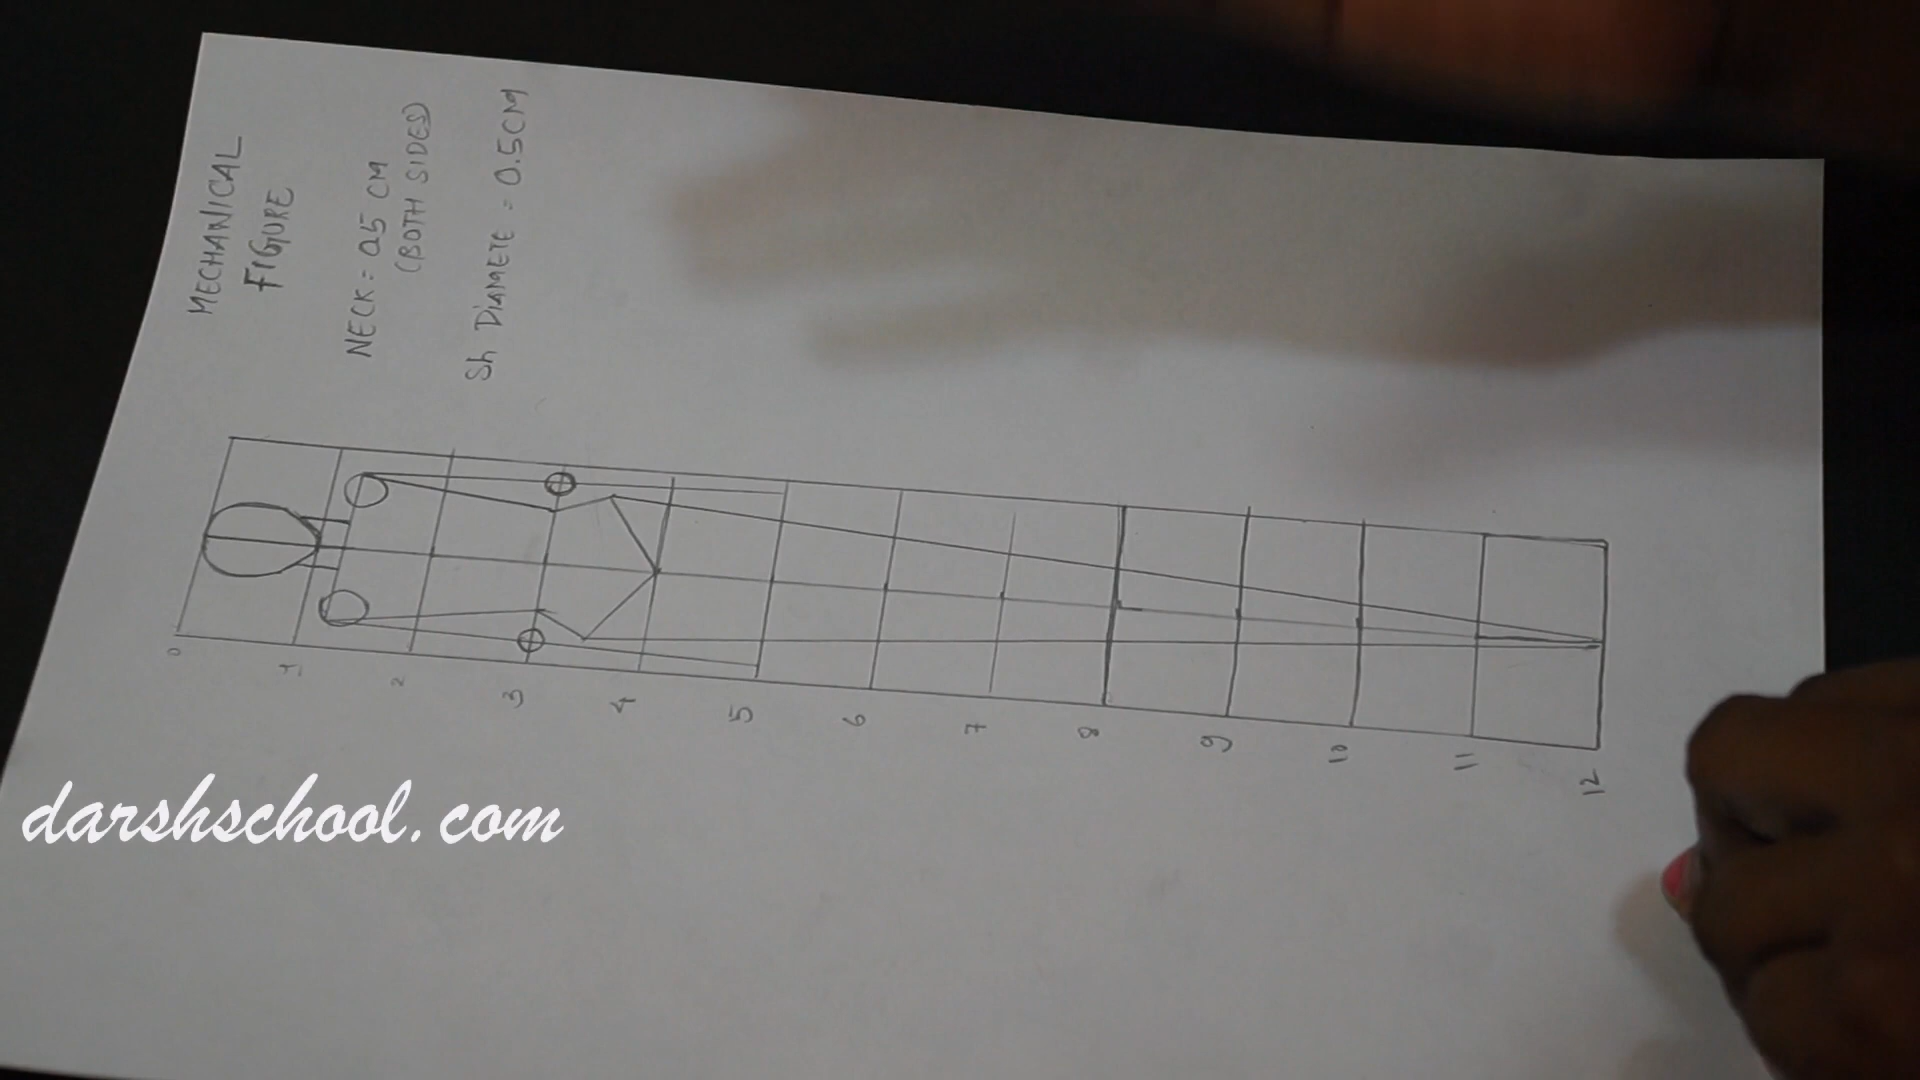 MECHANICAL
FIGURE
NECK = 0.5 CM
(BOTH SIDES)
Sh DIAMETE = 0.5CM
0
1
2
3
4
5
6
7
8
9
10
11
12
darshschool.com